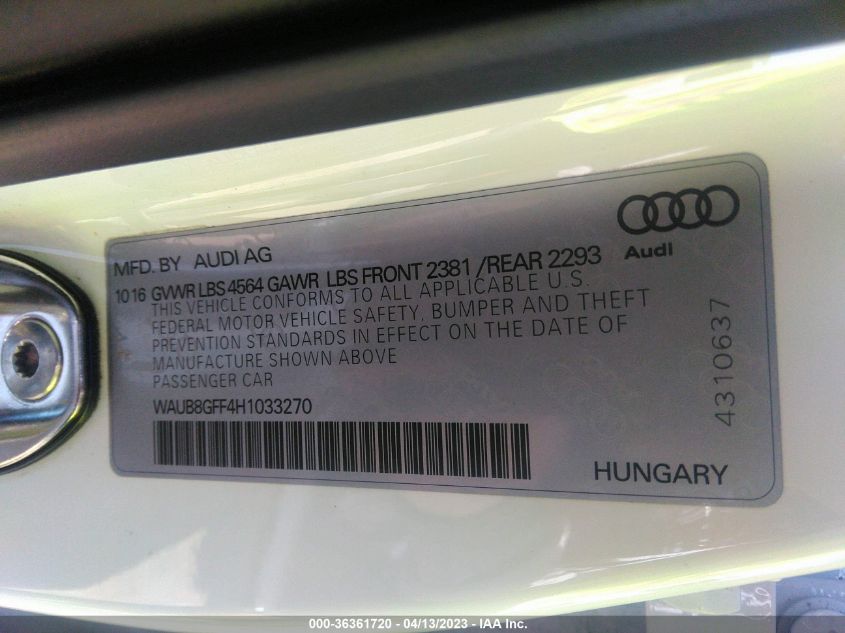 MFD. BY AUDI AG
Audi
1016 GVWR LBS 4564 GAWR LBS FRONT 2381 /REAR 2293
THIS VEHICLE CONFORMS TO ALL APPLICABLE U.S.
FEDERAL MOTOR VEHICLE SAFETY, BUMPER AND THEFT
PREVENTION STANDARDS IN EFFECT ON THE DATE OF
MANUFACTURE SHOWN ABOVE
PASSENGER CAR
WAUB8GFF4H1033270
4310637
HUNGARY
000-36361720 - 04/13/2023 - IAA Inc.